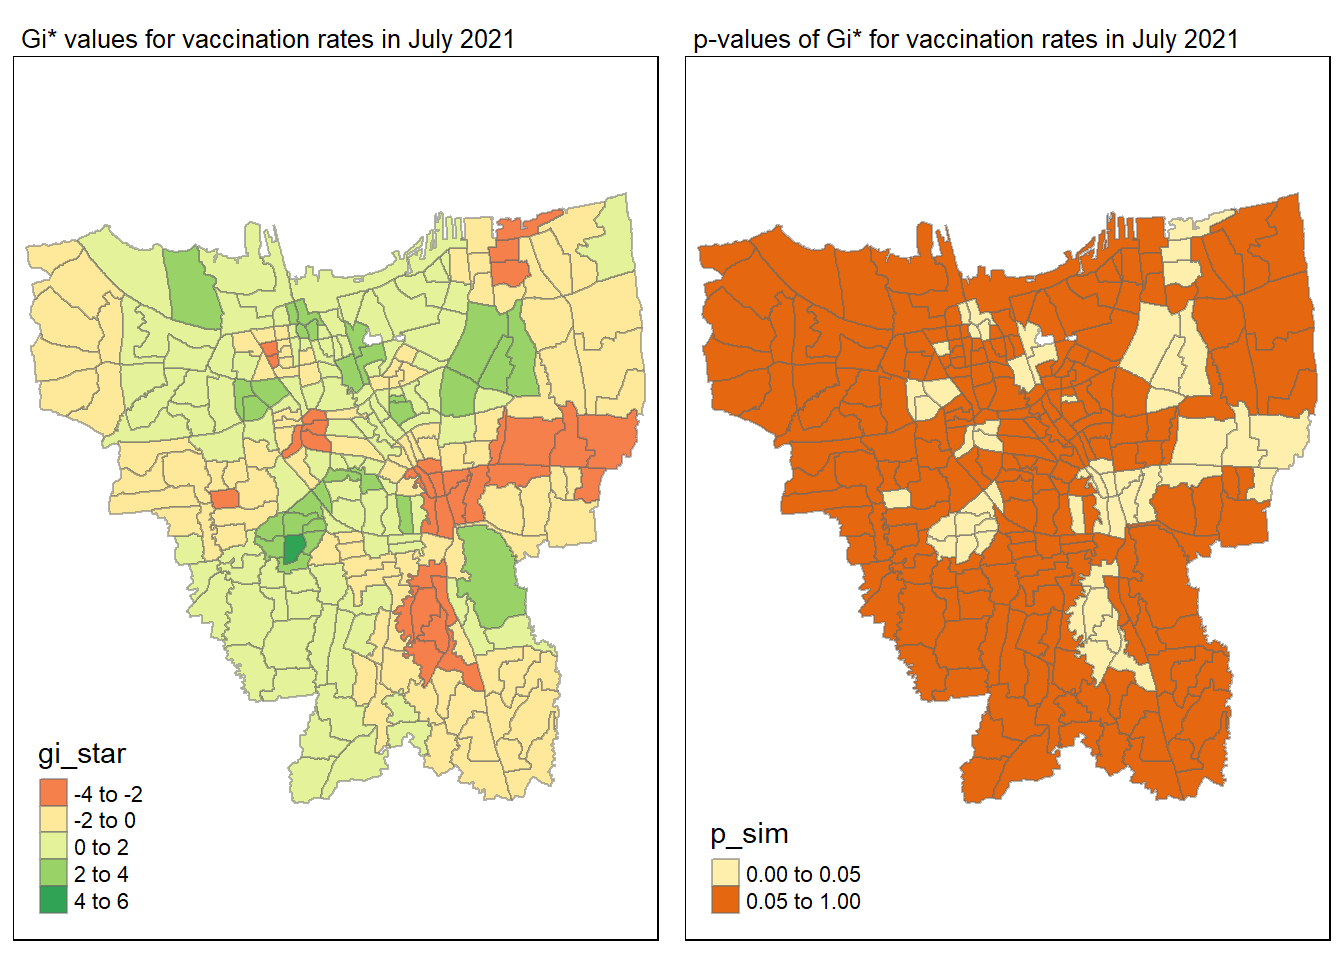 Gi* values for vaccination rates in July 2021
p-values of Gi* for vaccination rates in July 2021
gi_star
-4 to -2
-2 to 0
0 to 2
2 to 4
4 to 6
p_sim
0.00 to 0.05
0.05 to 1.00